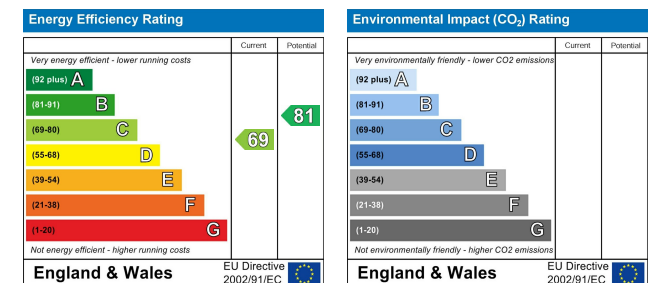 Energy Efficiency Rating
Current Potential
Very energy efficient - lower running costs
(92 plus) A
(81-91) B
(69-80) C
(55-68) D
(39-54) E
(21-38) F
(1-20) G
69
81
Not energy efficient - higher running costs
England & Wales
EU Directive
2002/91/EC
Environmental Impact (CO2) Rating
Current Potential
Very environmentally friendly - lower CO2 emissions
(92 plus) A
(81-91) B
(69-80) C
(55-68) D
(39-54) E
(21-38) F
(1-20) G
Not environmentally friendly - higher CO2 emissions
England & Wales
EU Directive
2002/91/EC